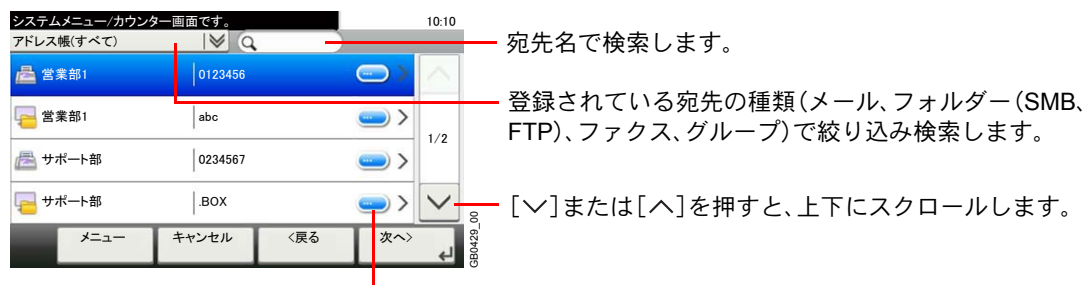 システムメニュー/カウンター画面です。 10:10
アドレス帳(すべて)
営業部1 0123456
営業部1 abc
サポート部 0234567
サポート部 .BOX
1/2
メニュー キャンセル 〈戻る 次へ〉
GB0429_00
宛先名で検索します。
登録されている宛先の種類（メール、フォルダー（SMB、
FTP）、ファクス、グループ）で絞り込み検索します。
［∨］または［∧］を押すと、上下にスクロールします。